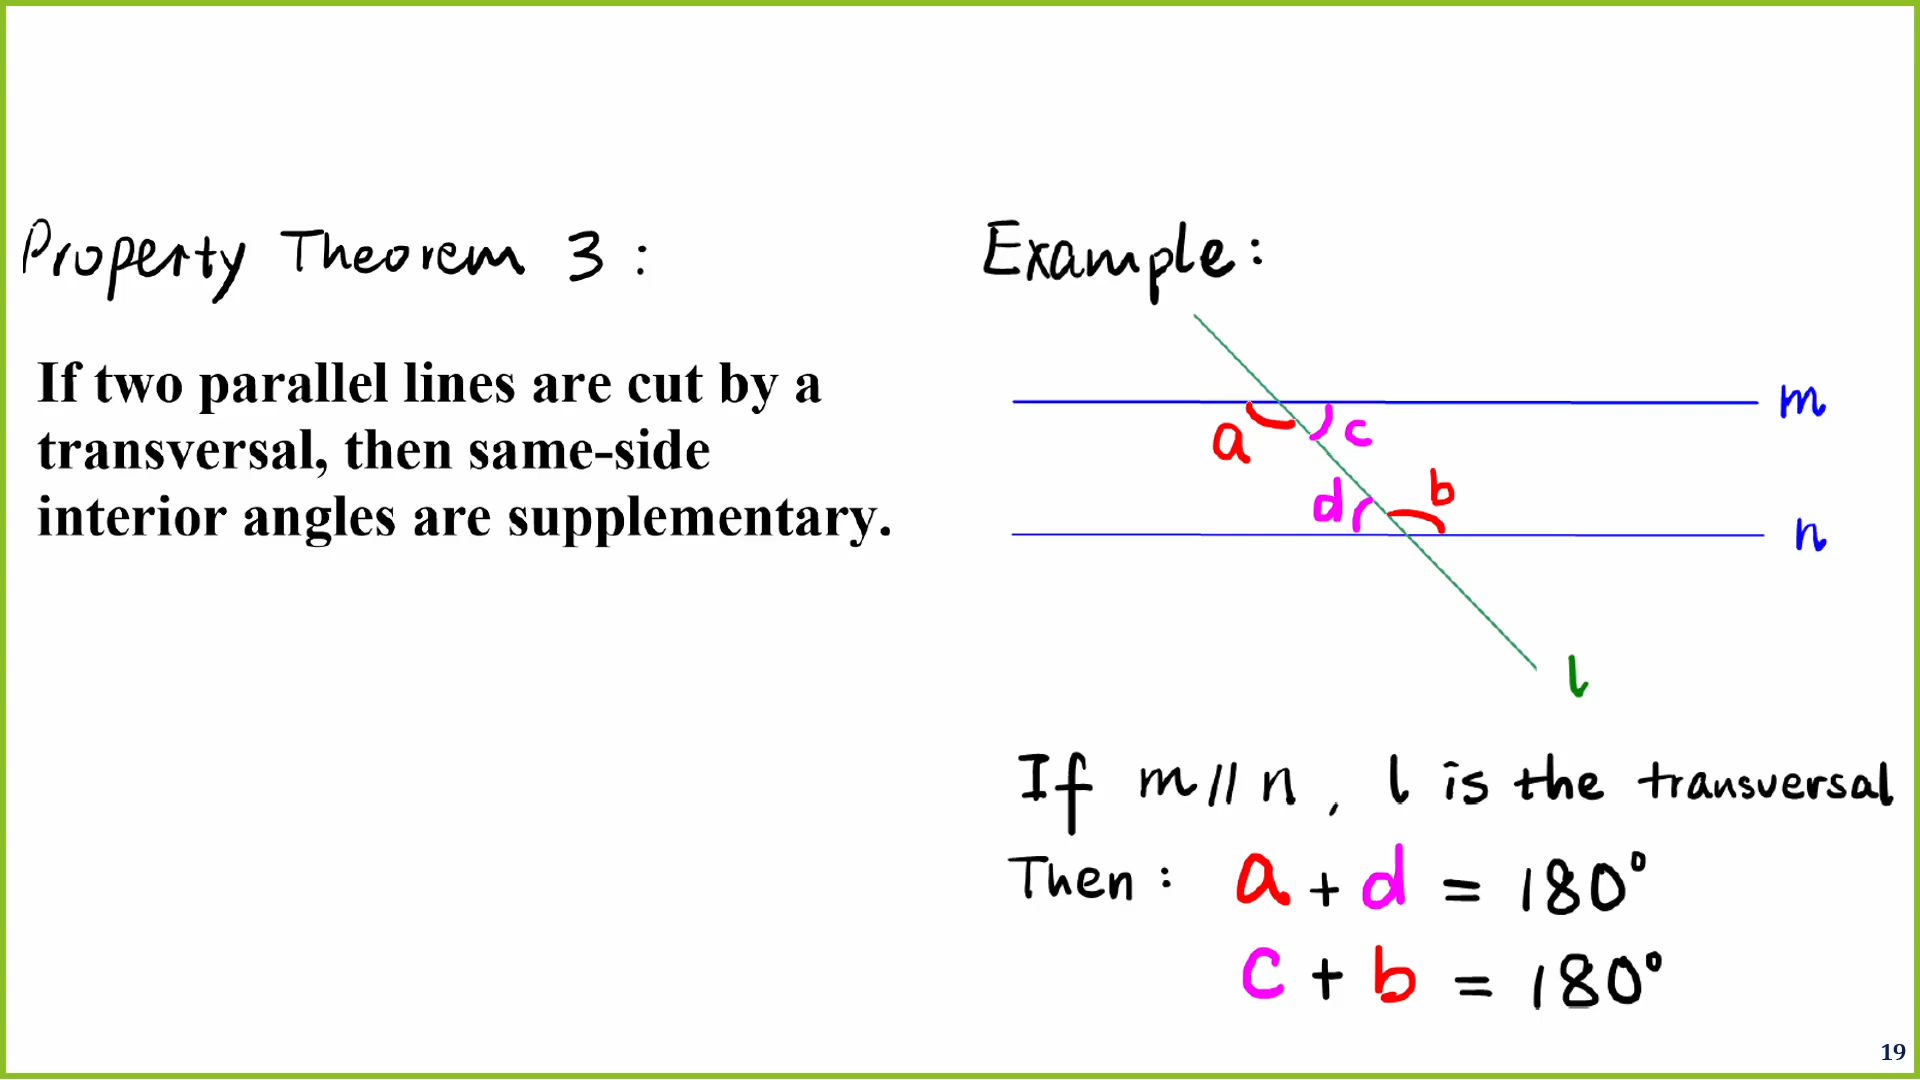 Property Theorem 3 :
If two parallel lines are cut by a
transversal, then same-side
interior angles are supplementary.
Example :
m
a
c
d
b
n
l
If m // n , l is the transversal
Then : a + d = 180°
c + b = 180°
19